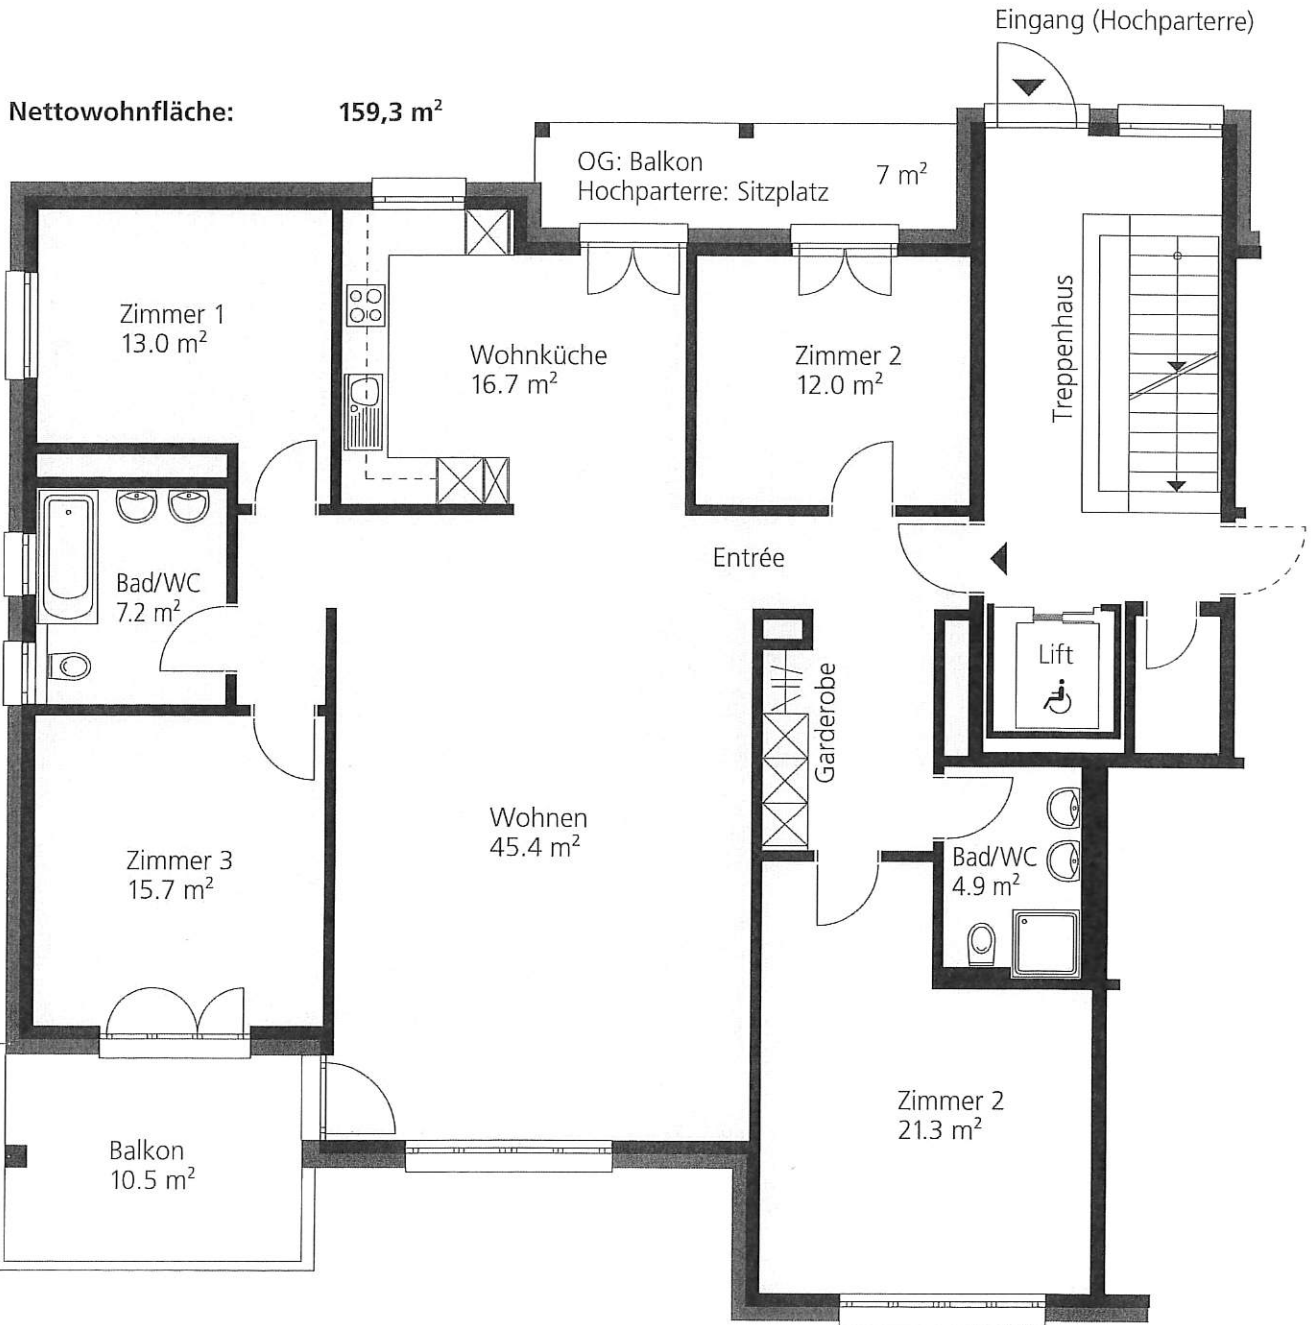 Eingang (Hochparterre)
Nettowohnfläche: 159,3 m²
OG: Balkon
Hochparterre: Sitzplatz
7 m²
Zimmer 1
13.0 m²
Wohnküche
16.7 m²
Zimmer 2
12.0 m²
Treppenhaus
Bad/WC
7.2 m²
Entrée
Lift
Garderobe
Wohnen
45.4 m²
Zimmer 3
15.7 m²
Bad/WC
4.9 m²
Zimmer 2
21.3 m²
Balkon
10.5 m²